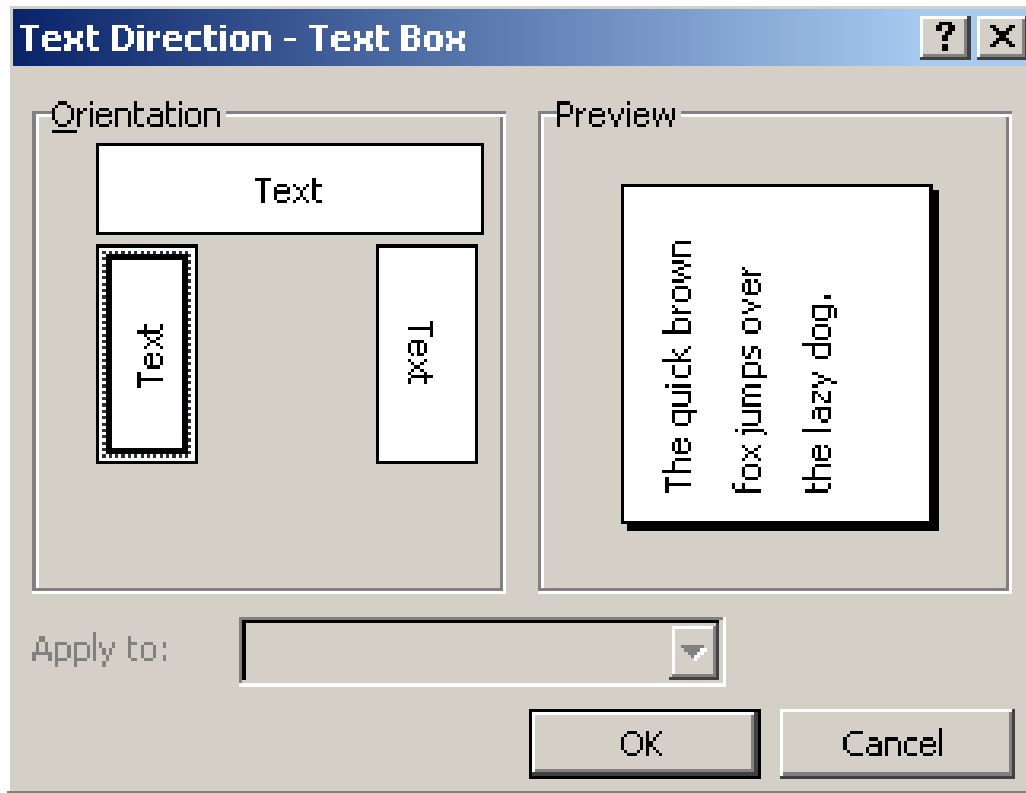 Text Direction - Text Box
Orientation
Text
Text
Text
Preview
The quick brown
fox jumps over
the lazy dog.
Apply to:
OK
Cancel